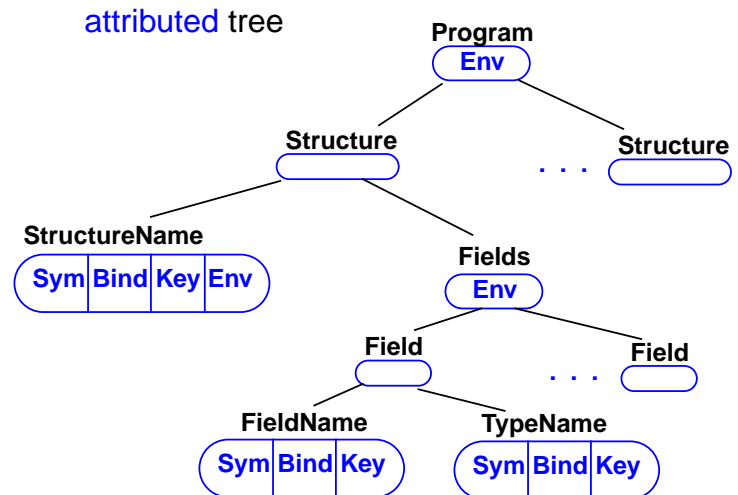 attributed tree
Program
Env
Structure
Structure
. . .
StructureName
Sym Bind Key Env
Fields
Env
Field
Field
. . .
FieldName
TypeName
Sym Bind Key
Sym Bind Key